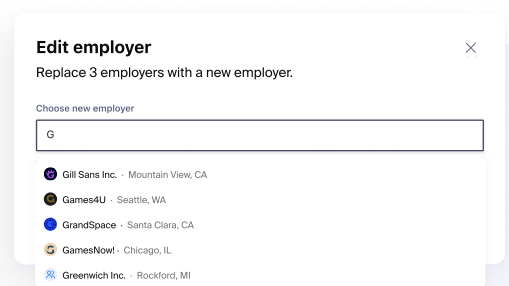 Edit employer
Replace 3 employers with a new employer.
Choose new employer
G
Gill Sans Inc. · Mountain View, CA
Games4U · Seattle, WA
GrandSpace · Santa Clara, CA
GamesNow! · Chicago, IL
Greenwich Inc. · Rockford, MI